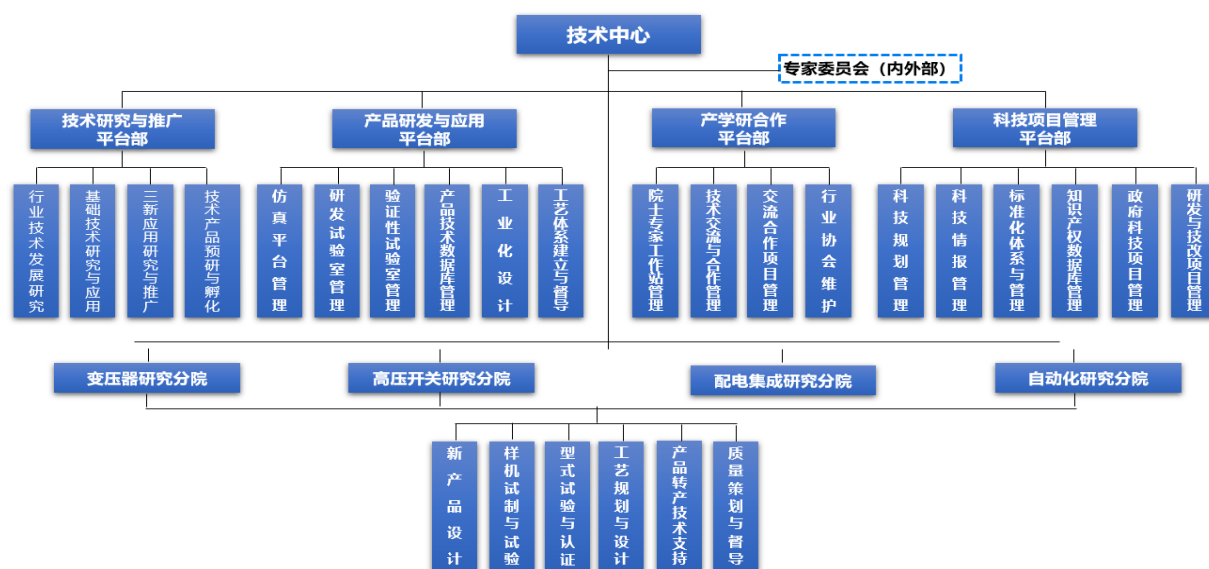 技术中心
专家委员会（内外部）
技术研究与推广
平台部
产品研发与应用
平台部
产学研合作
平台部
科技项目管理
平台部
行业技术发展研究
基础技术研究与应用
三新应用研究与推广
技术产品预研与孵化
仿真平台管理
研发试验室管理
验证性试验室管理
产品技术数据库管理
工业化设计
工艺体系建立与督导
院士专家工作站管理
技术交流与合作管理
交流合作项目管理
行业协会维护
科技规划管理
科技情报管理
标准化体系与管理
知识产权数据库管理
政府科技项目管理
研发与技改项目管理
变压器研究分院
高压开关研究分院
配电集成研究分院
自动化研究分院
新产品设计
样机试制与试验
型式试验与认证
工艺规划与设计
产品转产技术支持
质量策划与督导